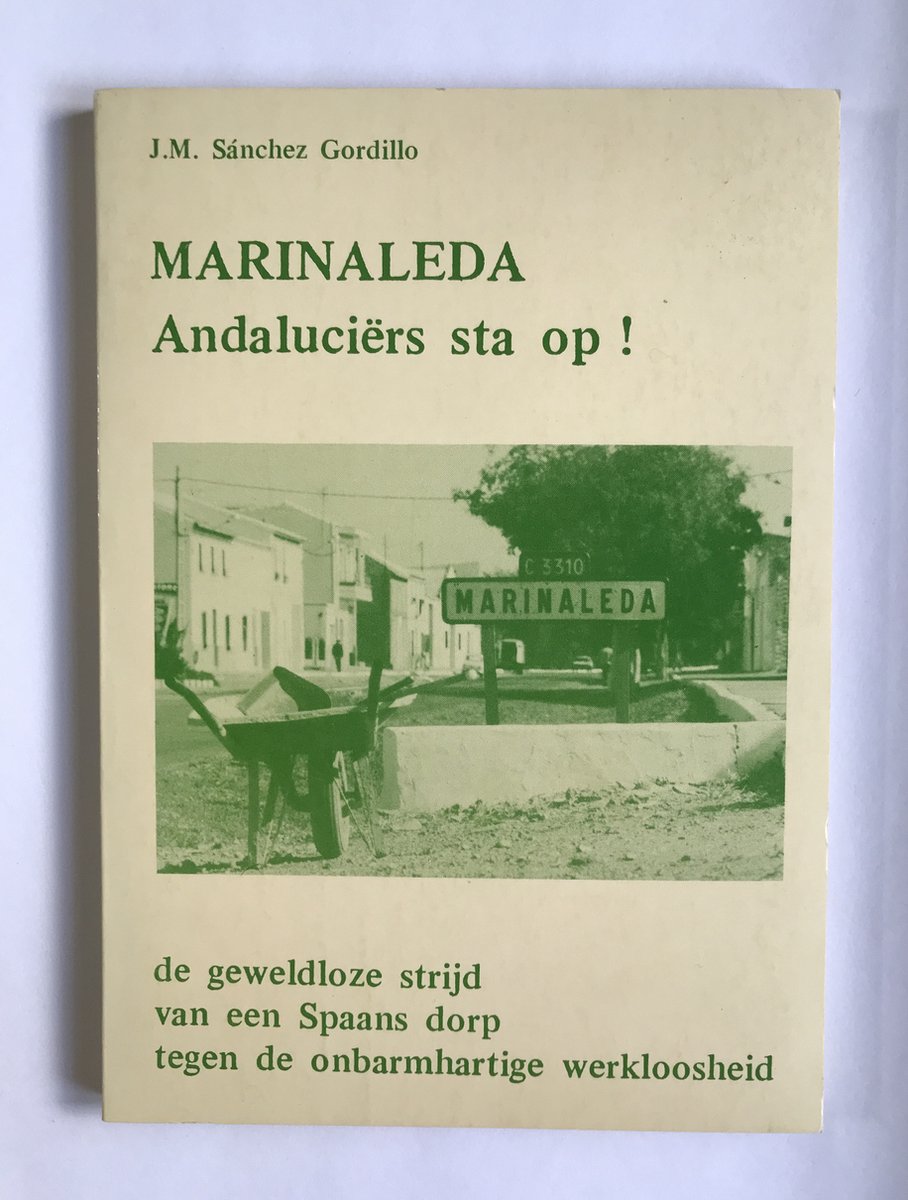 J.M. Sánchez Gordillo
MARINALEDA
Andaluciërs sta op !
C 3310
MARINALEDA
de geweldloze strijd
van een Spaans dorp
tegen de onbarmhartige werkloosheid